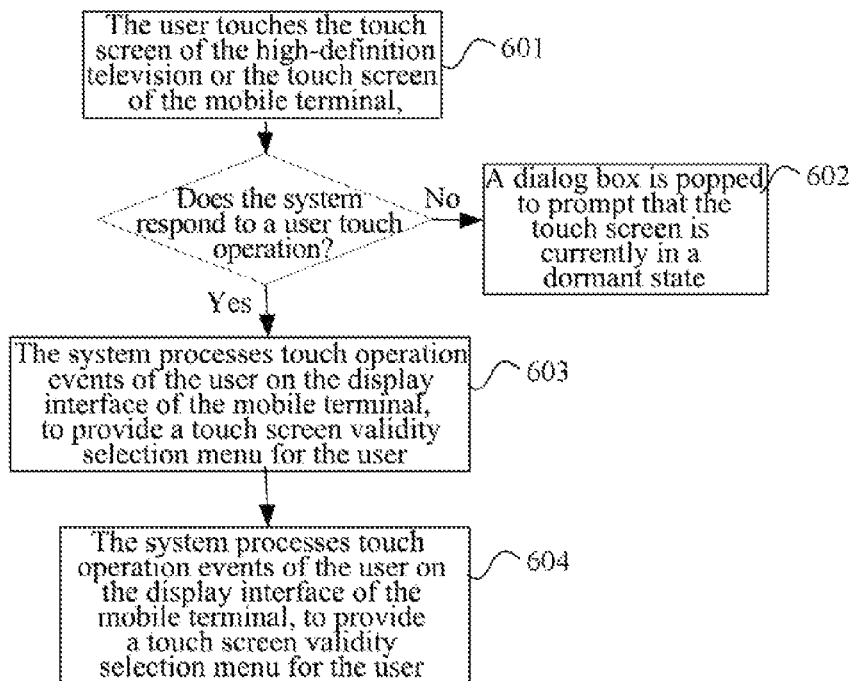 The user touches the touch
screen of the high-definition
television or the touch screen
of the mobile terminal,
601
Does the system
respond to a user touch
operation?
No
A dialog box is popped
to prompt that the
touch screen is
currently in a
dormant state
602
Yes
The system processes touch operation
events of the user on the display
interface of the mobile terminal,
to provide a touch screen validity
selection menu for the user
603
The system processes touch
operation events of the user on
the display interface of the
mobile terminal, to provide
a touch screen validity
selection menu for the user
604